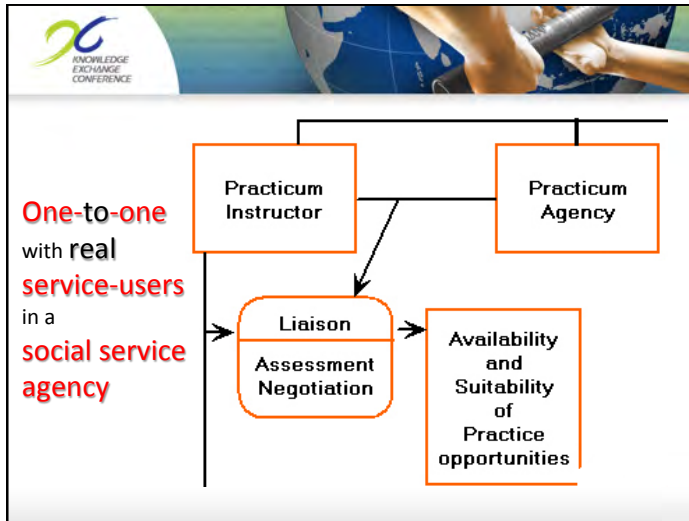 KNOWLEDGE
EXCHANGE
CONFERENCE
One-to-one
with real
service-users
in a
social service
agency
Practicum
Instructor
Practicum
Agency
Liaison
Assessment
Negotiation
Availability
and
Suitability
of
Practice
opportunities